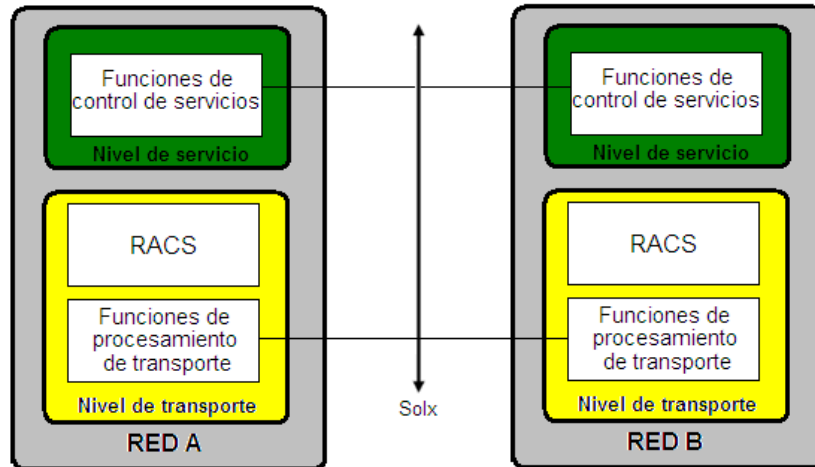 Funciones de
control de servicios
Nivel de servicio
RACS
Funciones de
procesamiento
de transporte
Nivel de transporte
RED A
Solx
Funciones de
control de servicios
Nivel de servicio
RACS
Funciones de
procesamiento
de transporte
Nivel de transporte
RED B